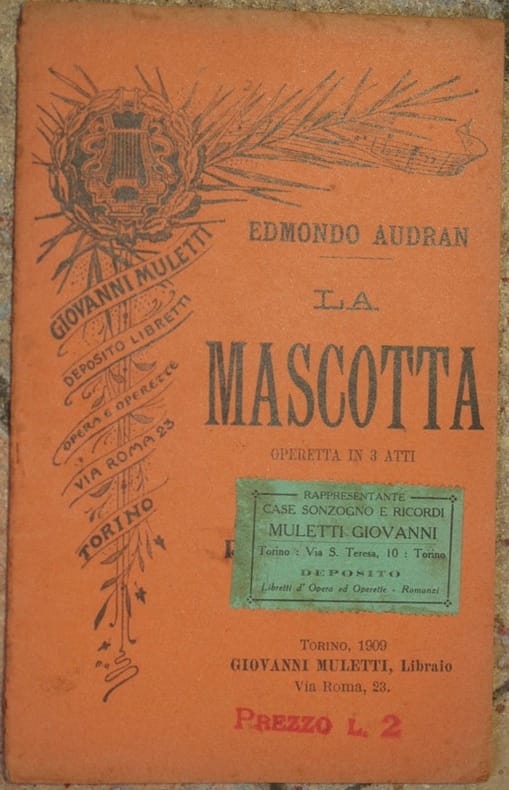 GIOVANNI MULETTI
DEPOSITO LIBRETTI
OPERA E OPERETTE
VIA ROMA 23
TORINO
EDMONDO AUDRAN
LA
MASCOTTA
OPERETTA IN 3 ATTI
RAPPRESENTANTE
CASE SONZOGNO E RICORDI
MULETTI GIOVANNI
Torino : Via S. Teresa, 10 : Torino
DEPOSITO
Libretti d' Opera ed Operette - Romanzi
TORINO, 1909
GIOVANNI MULETTI, Libraio
Via Roma, 23.
PREZZO L. 2